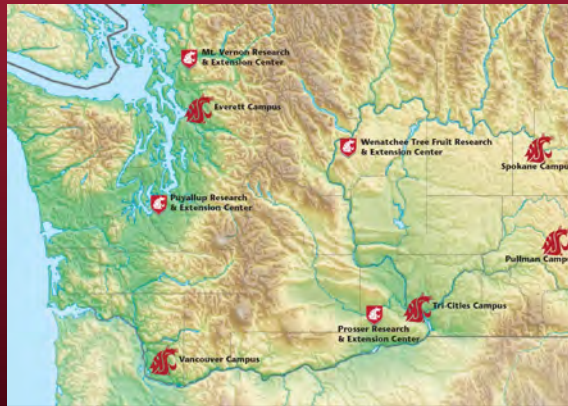 Mt. Vernon Research
& Extension Center
Everett Campus
Wenatchee Tree Fruit Research
& Extension Center
Spokane Campu
Puyallup Research
& Extension Center
Pullman Camp
Tri-Cities Campus
Prosser Research
& Extension Center
Vancouver Campus